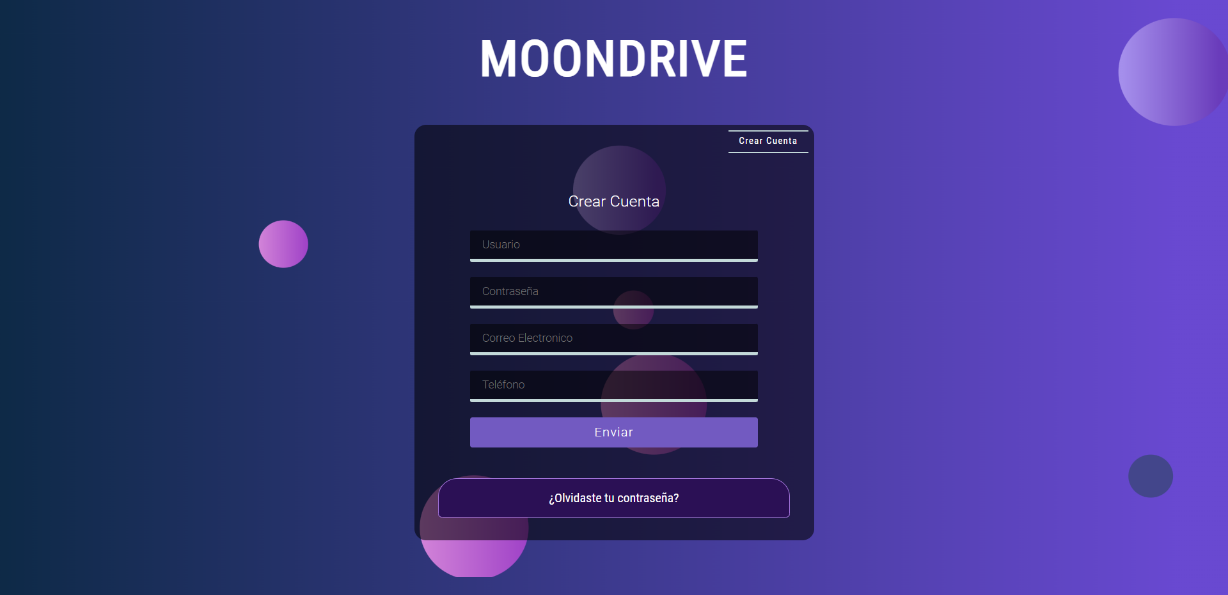 MOONDRIVE
Crear Cuenta
Crear Cuenta
Usuario
Contraseña
Correo Electronico
Teléfono
Enviar
¿Olvidaste tu contraseña?